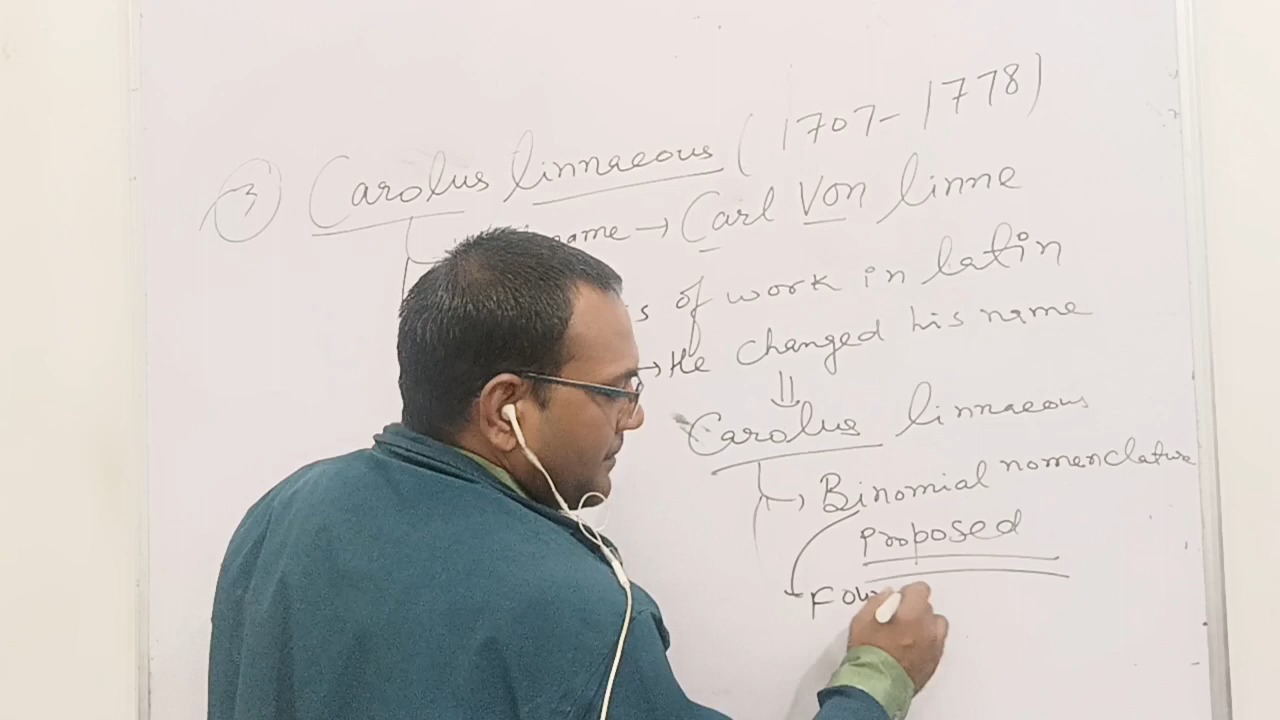 3 Carolus linnaeous (1707-1778)
name → Carl Von linne
of work in latin
→ He changed his name
⇓
Carolus linnaeous
→ Binomial nomenclature
Proposed